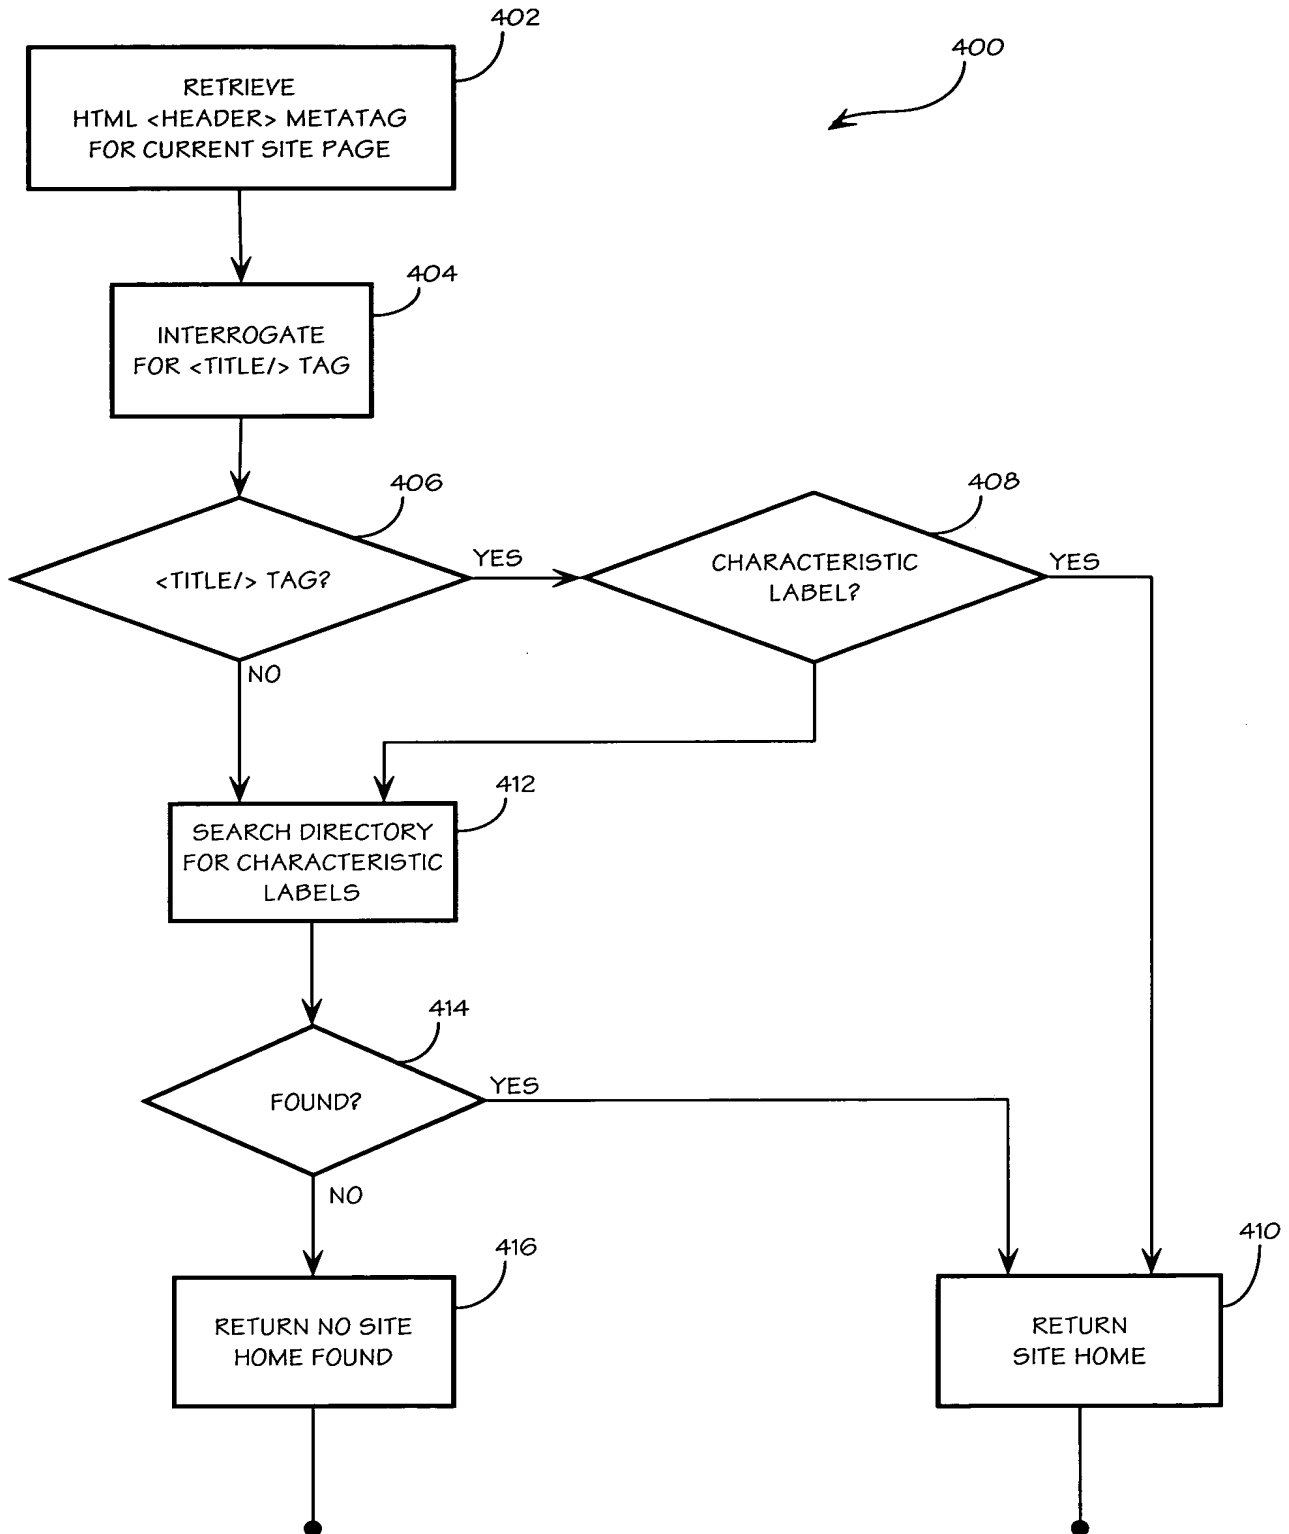 402
400
RETRIEVE
HTML <HEADER> METATAG
FOR CURRENT SITE PAGE
404
INTERROGATE
FOR <TITLE/> TAG
406
408
<TITLE/> TAG?
YES
CHARACTERISTIC
LABEL?
YES
NO
412
SEARCH DIRECTORY
FOR CHARACTERISTIC
LABELS
414
FOUND?
YES
NO
416
410
RETURN NO SITE
HOME FOUND
RETURN
SITE HOME